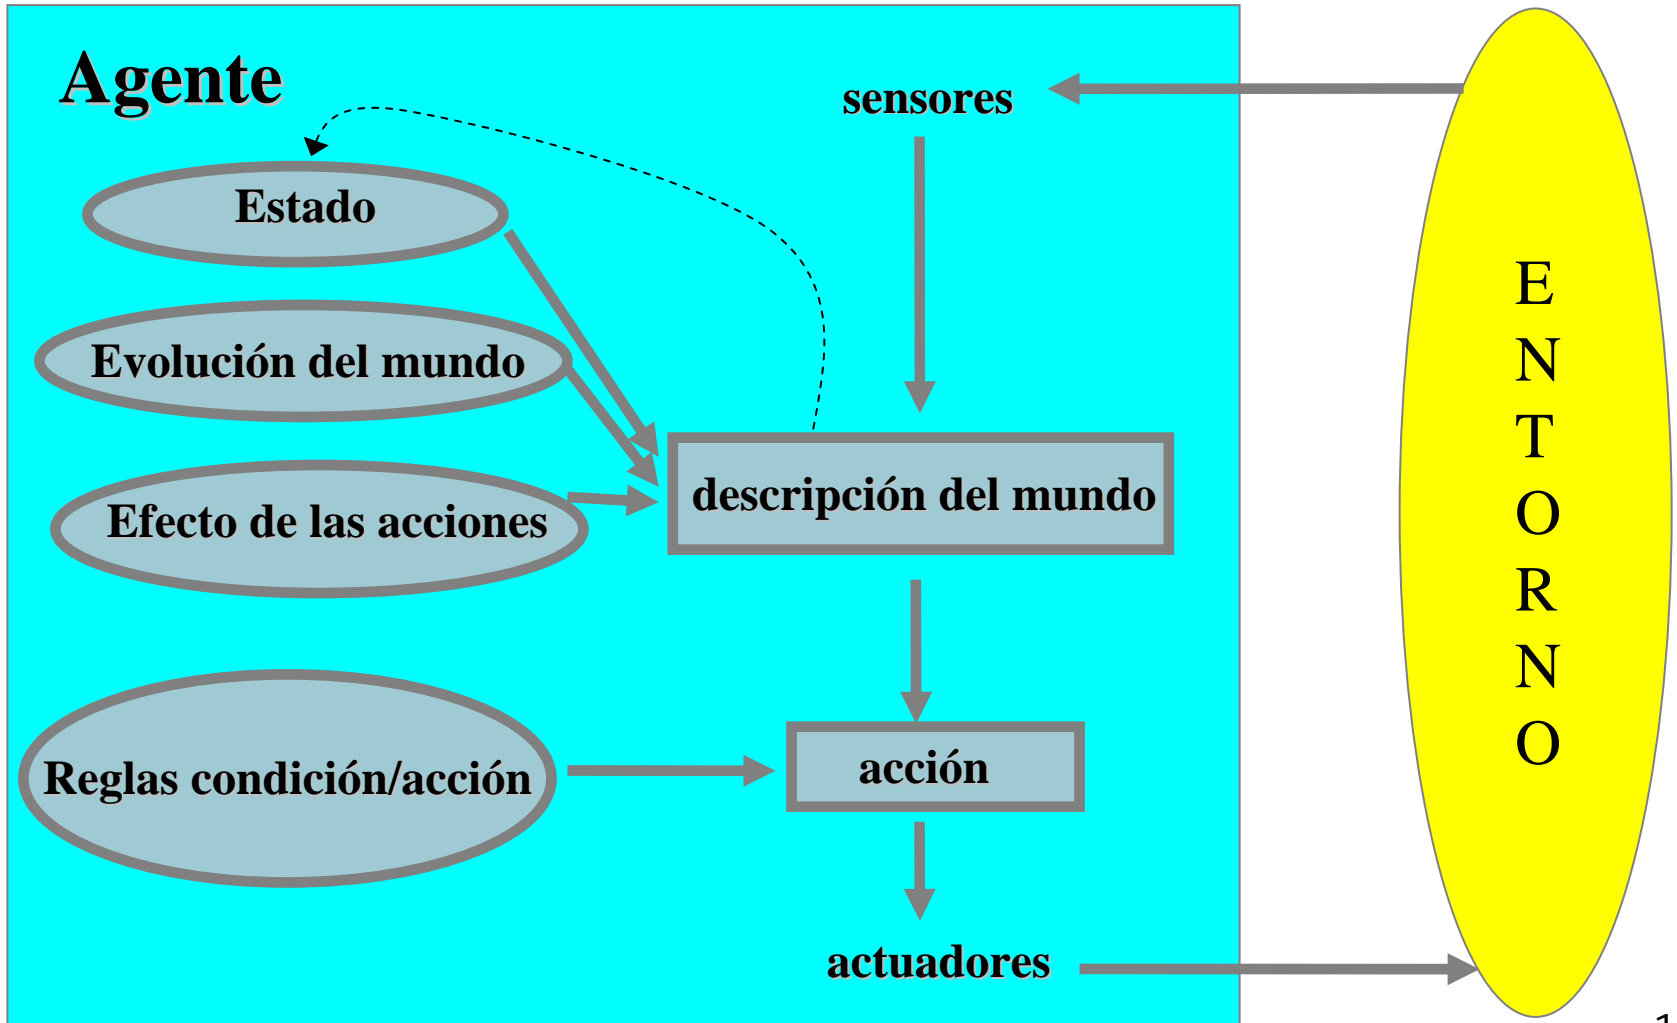 Agente
sensores
Estado
Evolución del mundo
descripción del mundo
Efecto de las acciones
acción
Reglas condición/acción
actuadores
E
N
T
O
R
N
O